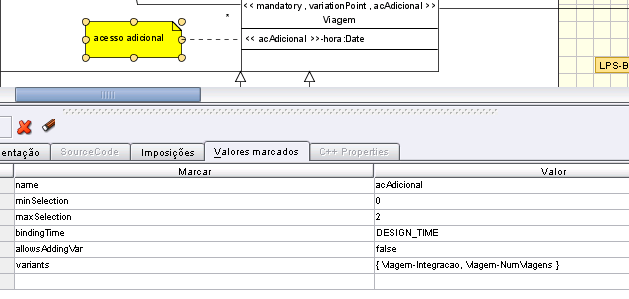 << mandatory , variationPoint , acAdicional >>
*
Viagem
acesso adicional
<< acAdicional >>-hora :Date
LPS-B
entação
SourceCode
Imposições
Valores marcados
C++ Properties
Marcar Valor
name acAdicional
minSelection 0
maxSelection 2
bindingTime DESIGN_TIME
allowsAddingVar false
variants { Viagem-Integracao, Viagem-NumViagens }